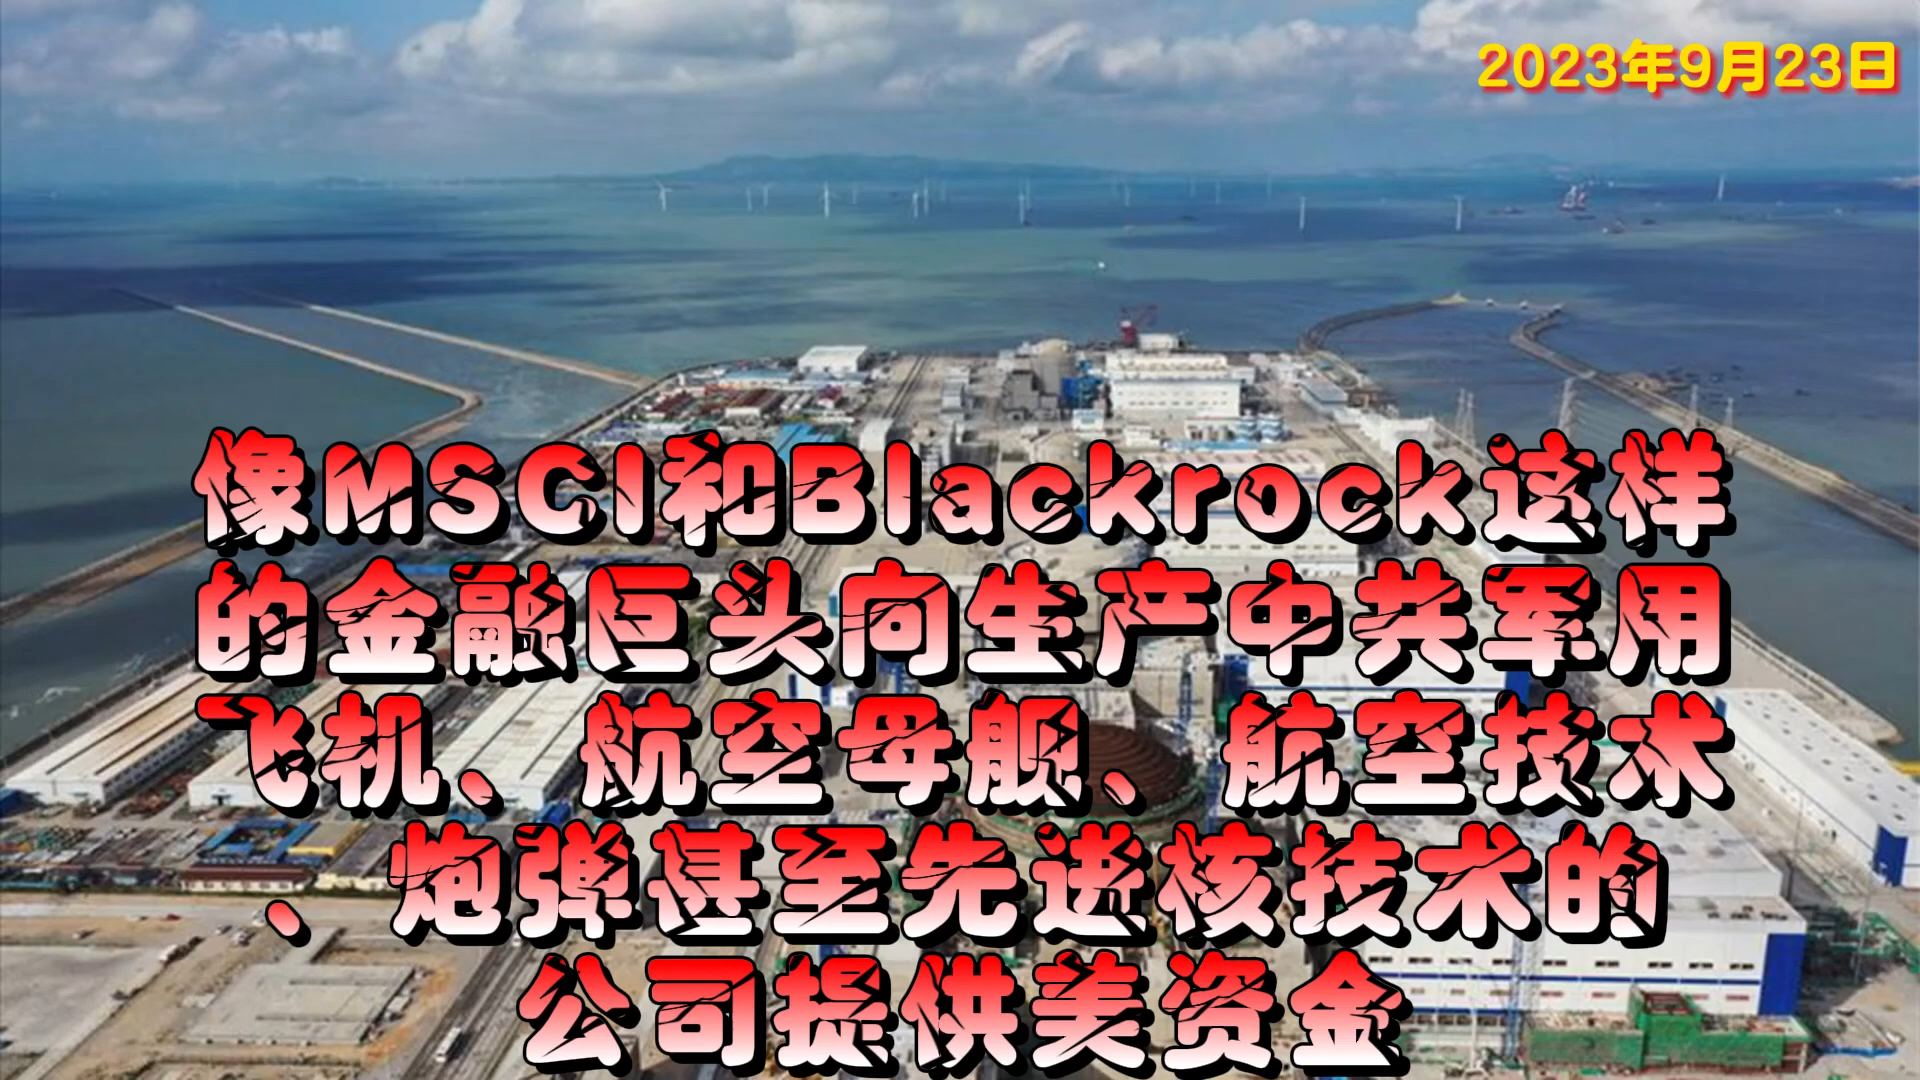 2023年9月23日
像MSCI和Blackrock这样
的金融巨头向生产中共军用
飞机、航空母舰、航空技术
、炮弹甚至先进核技术的
公司提供美资金